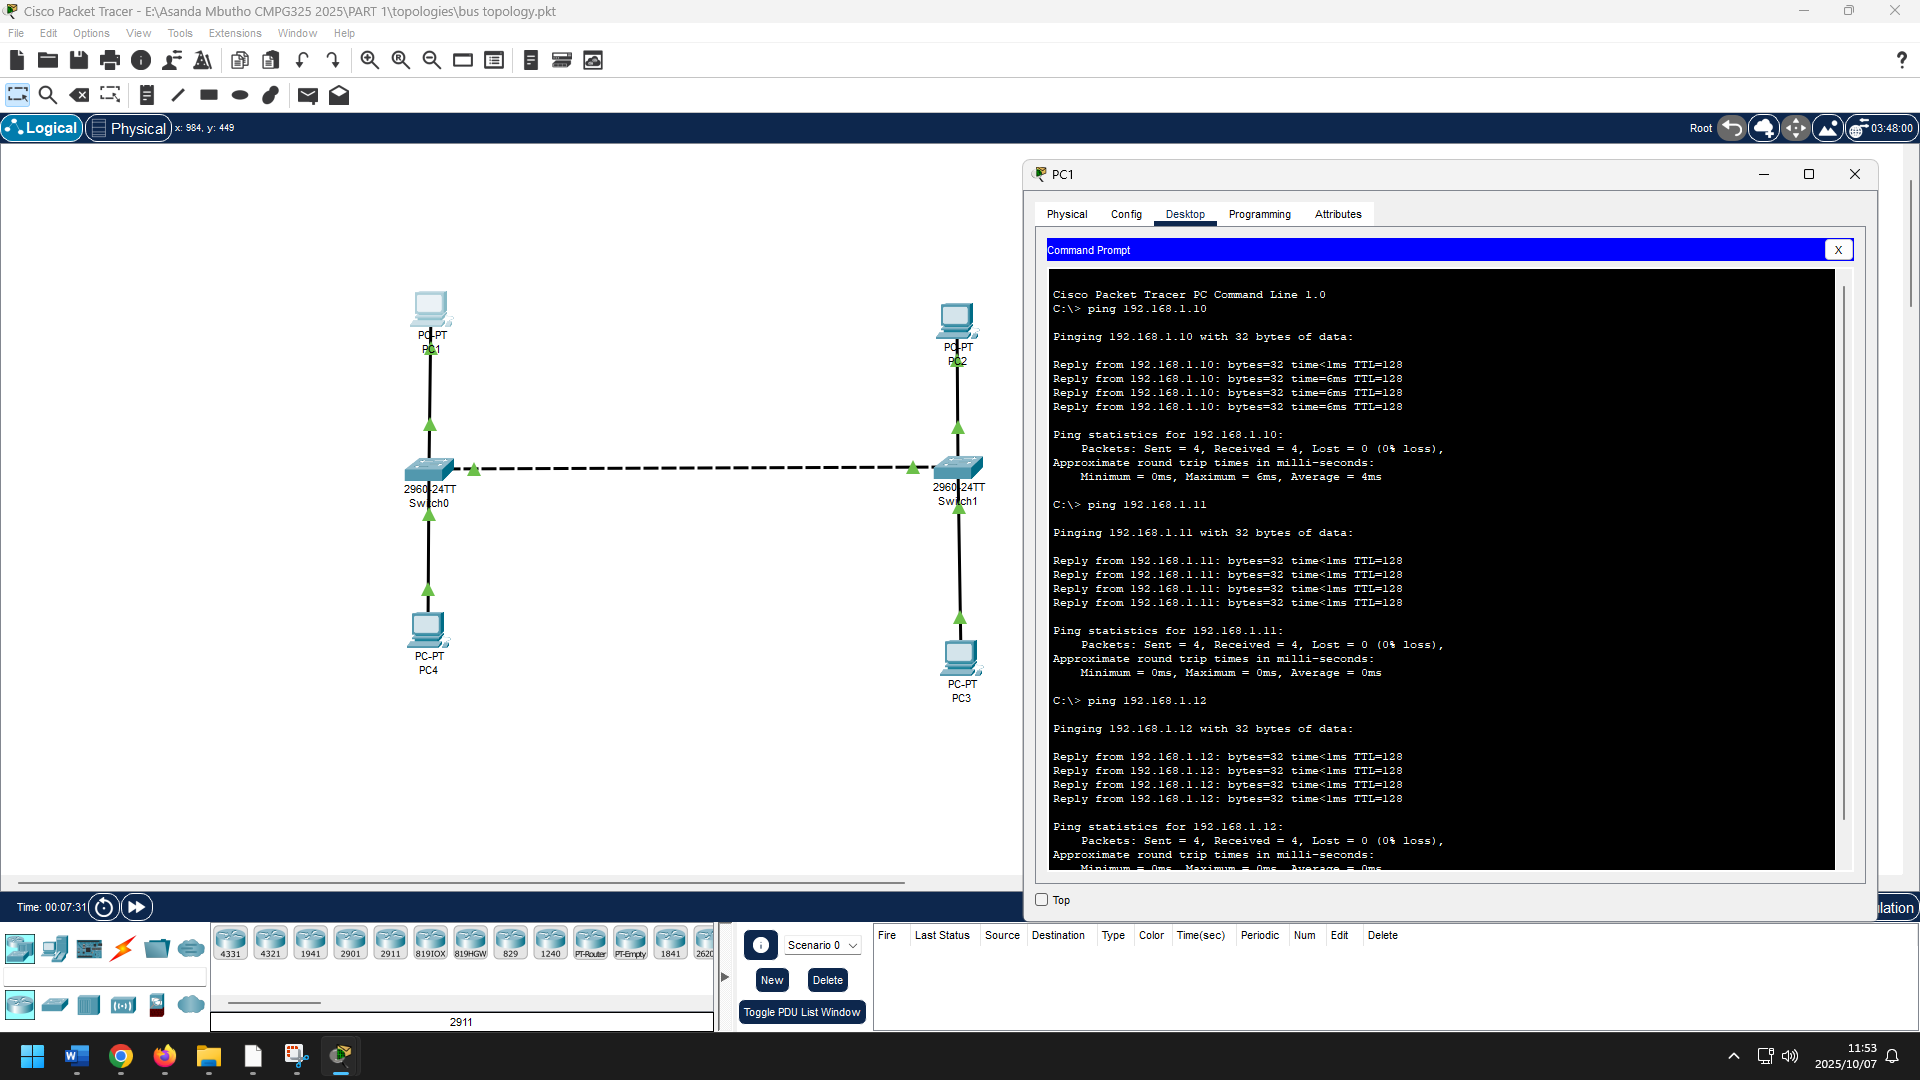 Cisco Packet Tracer - E:\Asanda Mbutho CMPG325 2025\PART 1\topologies\bus topology.pkt
File Edit Options View Tools Extensions Window Help
Logical Physical x: 984, y: 449 Root 03:48:00
PC1
Physical Config Desktop Programming Attributes
Command Prompt X
Cisco Packet Tracer PC Command Line 1.0
C:\> ping 192.168.1.10
Pinging 192.168.1.10 with 32 bytes of data:
Reply from 192.168.1.10: bytes=32 time<1ms TTL=128
Reply from 192.168.1.10: bytes=32 time=6ms TTL=128
Reply from 192.168.1.10: bytes=32 time=6ms TTL=128
Reply from 192.168.1.10: bytes=32 time=6ms TTL=128
Ping statistics for 192.168.1.10:
Packets: Sent = 4, Received = 4, Lost = 0 (0% loss),
Approximate round trip times in milli-seconds:
Minimum = 0ms, Maximum = 6ms, Average = 4ms
C:\> ping 192.168.1.11
Pinging 192.168.1.11 with 32 bytes of data:
Reply from 192.168.1.11: bytes=32 time<1ms TTL=128
Reply from 192.168.1.11: bytes=32 time<1ms TTL=128
Reply from 192.168.1.11: bytes=32 time<1ms TTL=128
Reply from 192.168.1.11: bytes=32 time<1ms TTL=128
Ping statistics for 192.168.1.11:
Packets: Sent = 4, Received = 4, Lost = 0 (0% loss),
Approximate round trip times in milli-seconds:
Minimum = 0ms, Maximum = 0ms, Average = 0ms
C:\> ping 192.168.1.12
Pinging 192.168.1.12 with 32 bytes of data:
Reply from 192.168.1.12: bytes=32 time<1ms TTL=128
Reply from 192.168.1.12: bytes=32 time<1ms TTL=128
Reply from 192.168.1.12: bytes=32 time<1ms TTL=128
Reply from 192.168.1.12: bytes=32 time<1ms TTL=128
Ping statistics for 192.168.1.12:
Packets: Sent = 4, Received = 4, Lost = 0 (0% loss),
Approximate round trip times in milli-seconds:
Minimum = 0ms, Maximum = 0ms, Average = 0ms
Top
PC-PT
PC1
PC-PT
PC2
2960-24TT
Switch0
2960-24TT
Switch1
PC-PT
PC4
PC-PT
PC3
Time: 00:07:31
lation
4331 4321 1941 2901 2911 819IOX 819HGW 829 1240 PT-Router PT-Empty 1841 2620
2911
Scenario 0
New Delete
Toggle PDU List Window
Fire Last Status Source Destination Type Color Time(sec) Periodic Num Edit Delete
11:53
2025/10/07